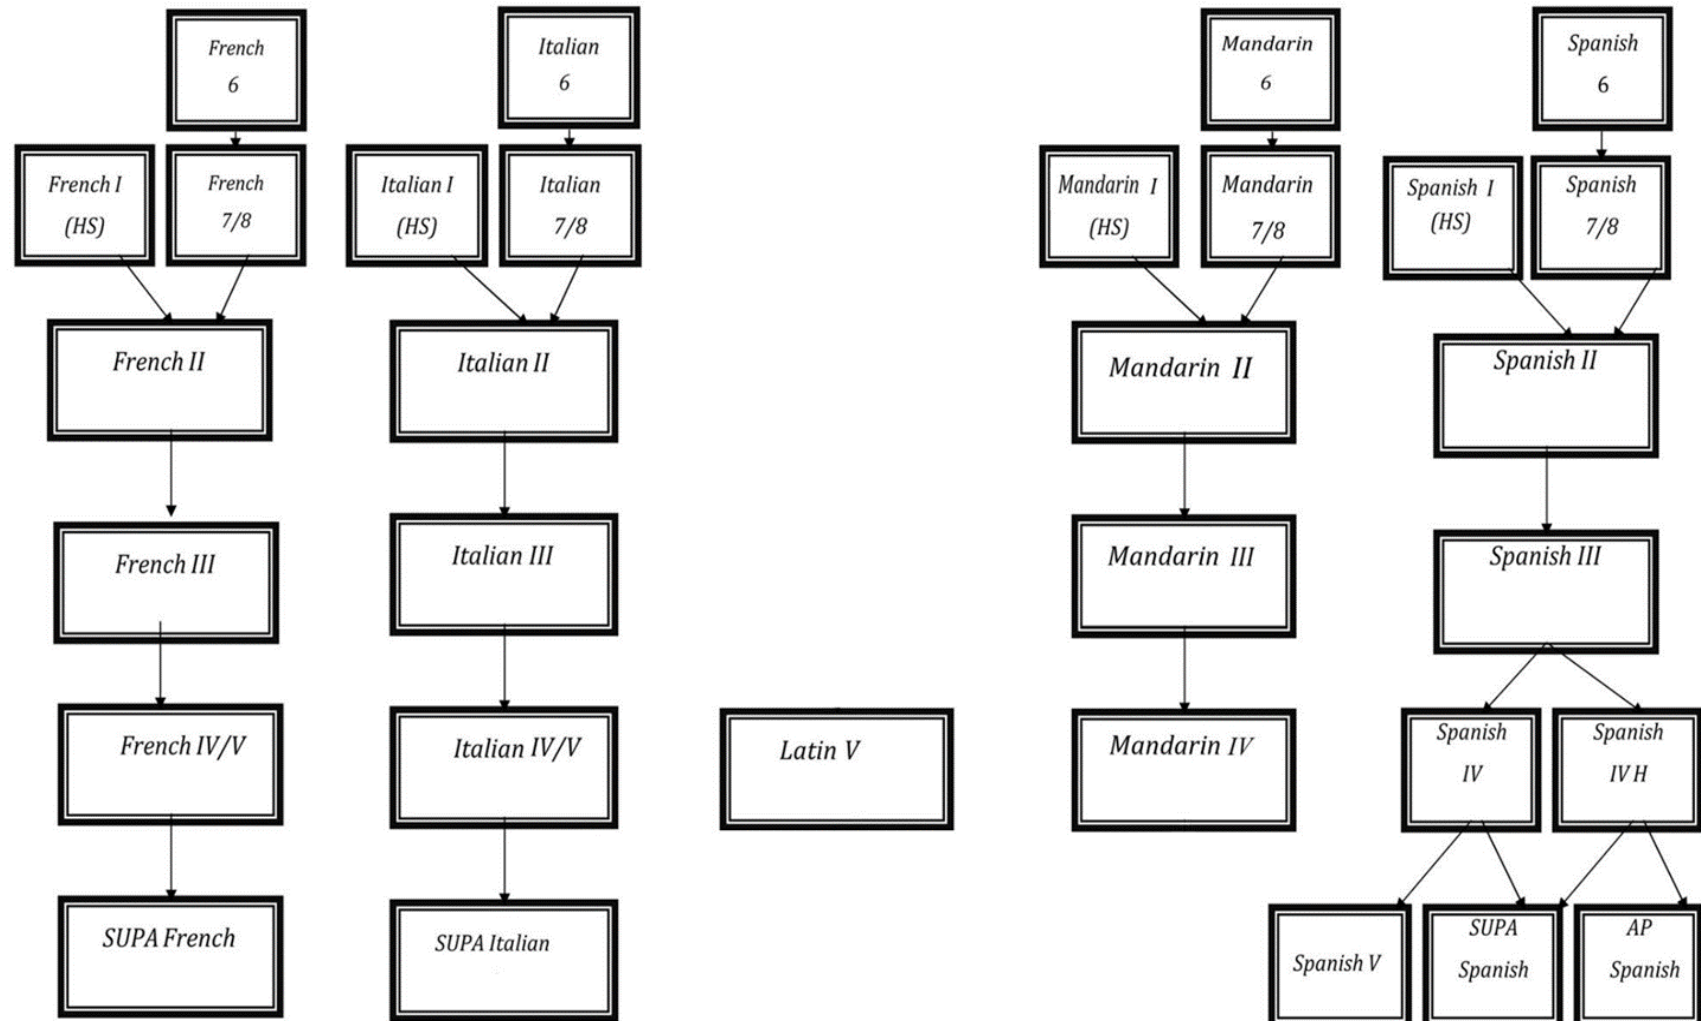 French
6
Italian
6
Mandarin
6
Spanish
6
French I
(HS)
French
7/8
Italian I
(HS)
Italian
7/8
Mandarin I
(HS)
Mandarin
7/8
Spanish I
(HS)
Spanish
7/8
French II
Italian II
Mandarin II
Spanish II
French III
Italian III
Mandarin III
Spanish III
French IV/V
Italian IV/V
Latin V
Mandarin IV
Spanish
IV
Spanish
IV H
SUPA French
SUPA Italian
Spanish V
SUPA
Spanish
AP
Spanish